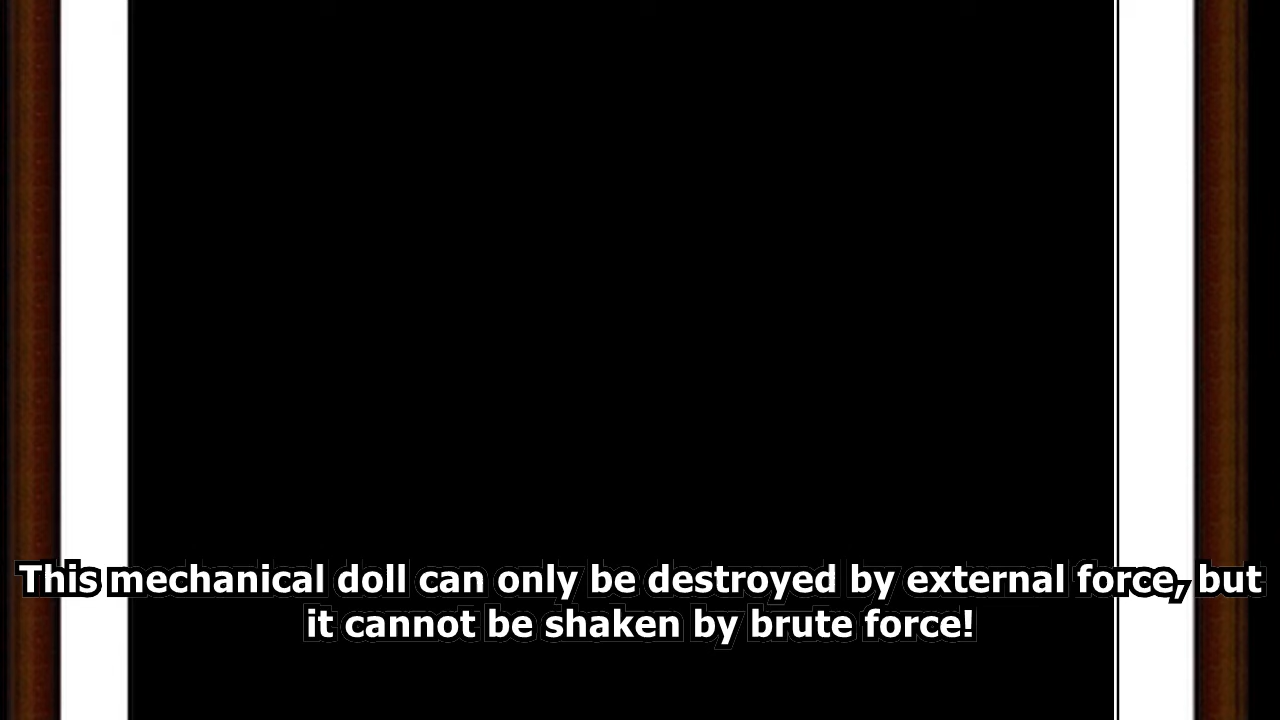 This mechanical doll can only be destroyed by external force, but
it cannot be shaken by brute force!